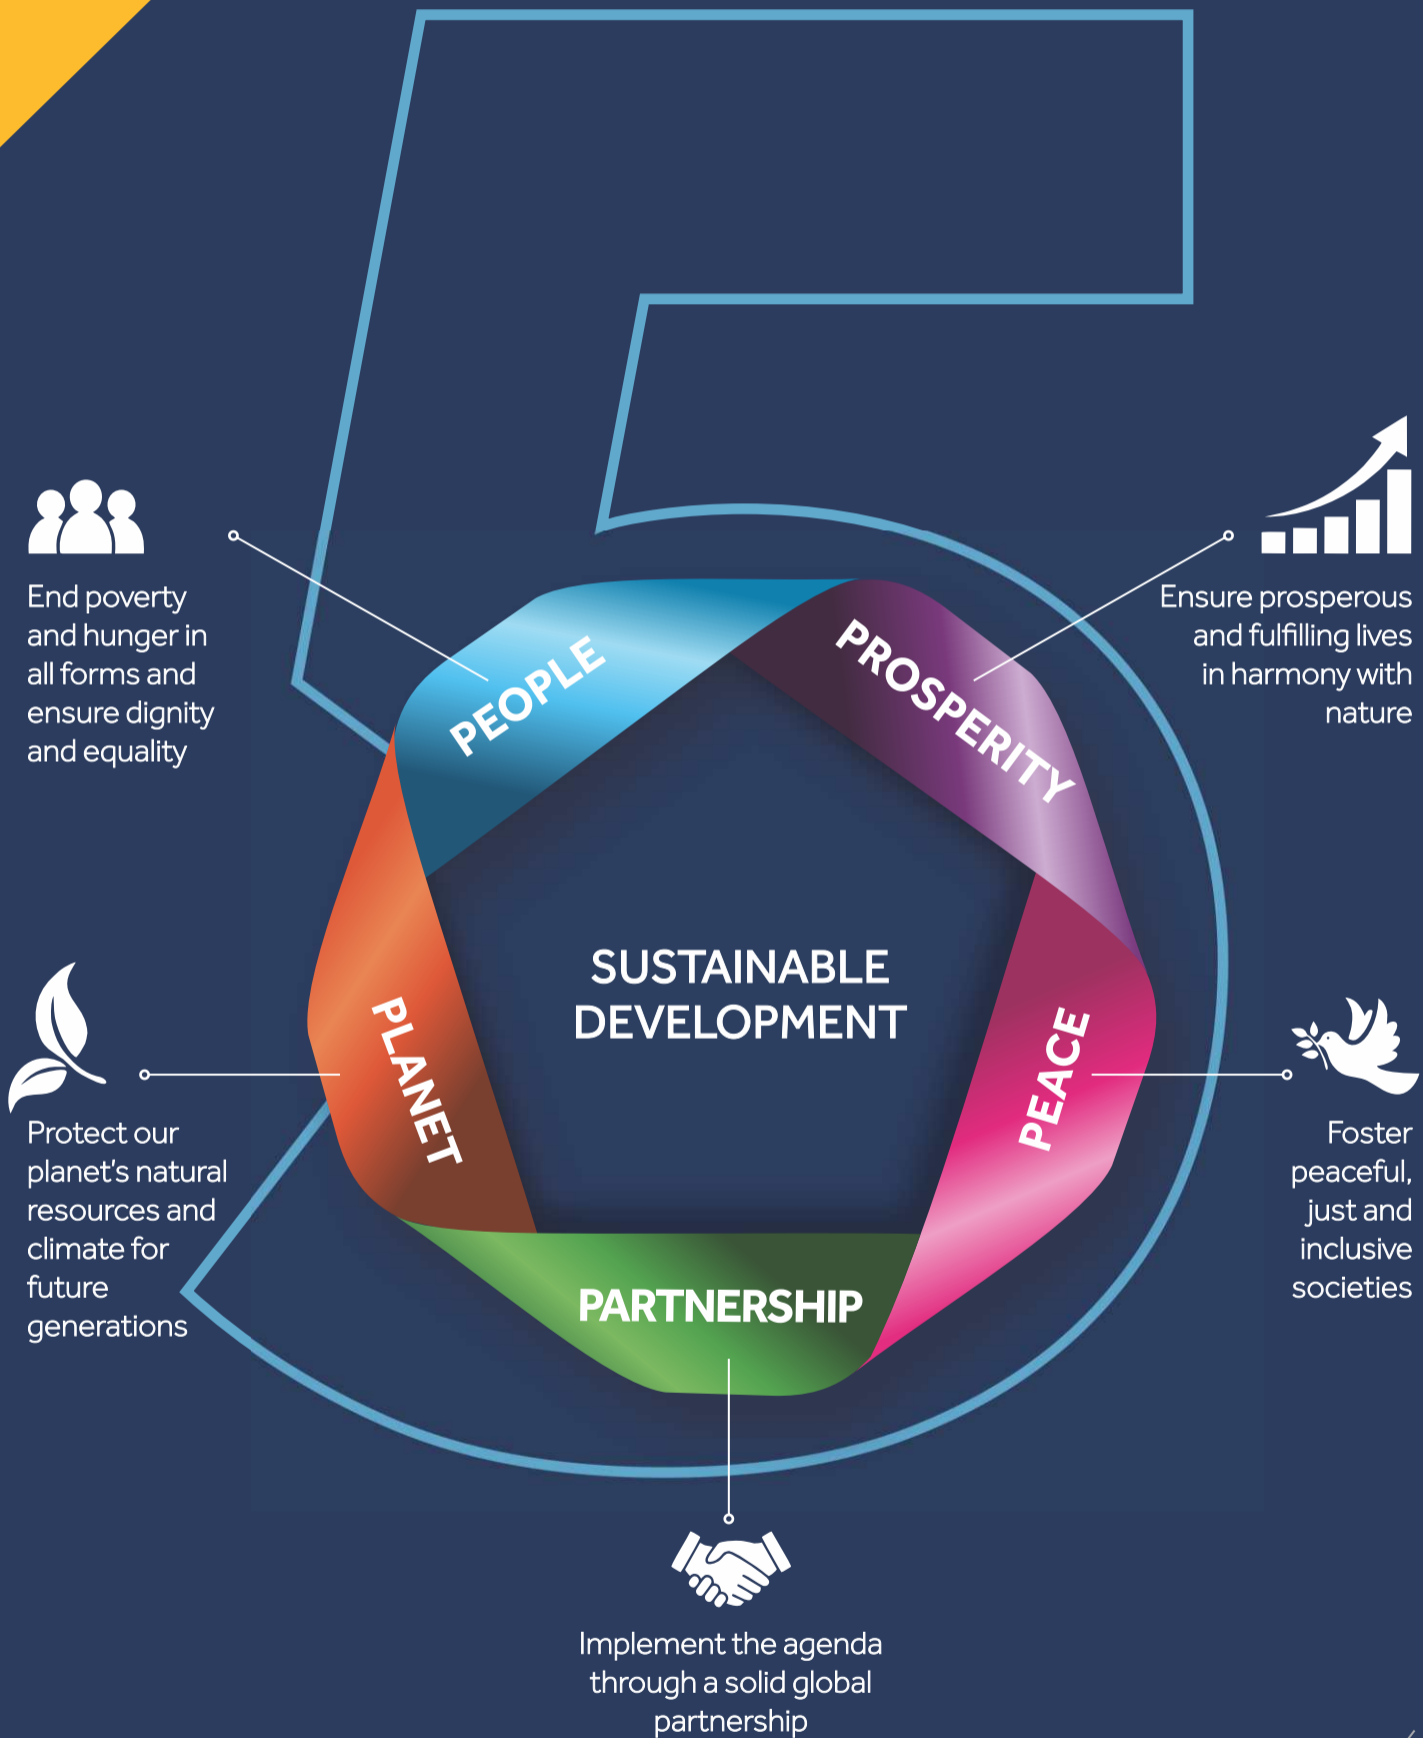 End poverty
and hunger in
all forms and
ensure dignity
and equality
PEOPLE
PROSPERITY
Ensure prosperous
and fulfilling lives
in harmony with
nature
SUSTAINABLE
DEVELOPMENT
PLANET
Protect our
planet's natural
resources and
climate for
future
generations
PEACE
Foster
peaceful,
just and
inclusive
societies
PARTNERSHIP
Implement the agenda
through a solid global
partnership
5